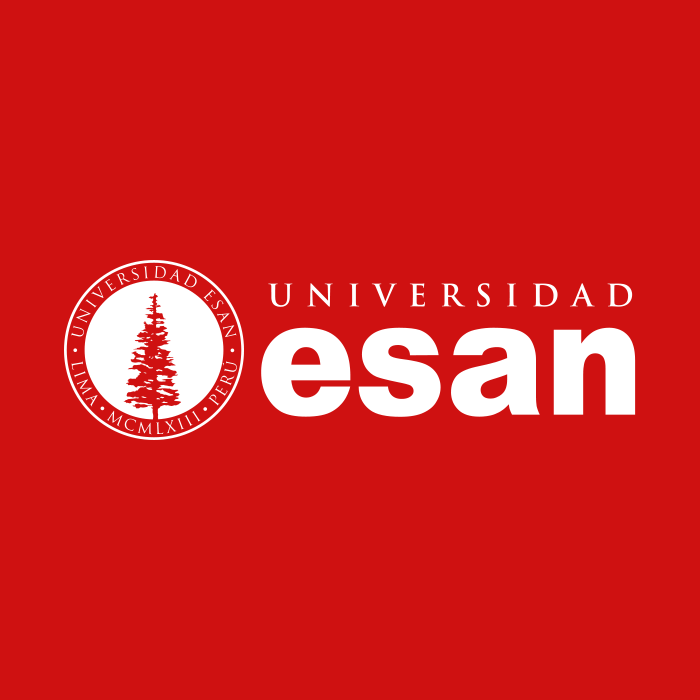 UNIVERSIDAD ESAN
LIMA • MCMLXIII • PERU
UNIVERSIDAD
esan